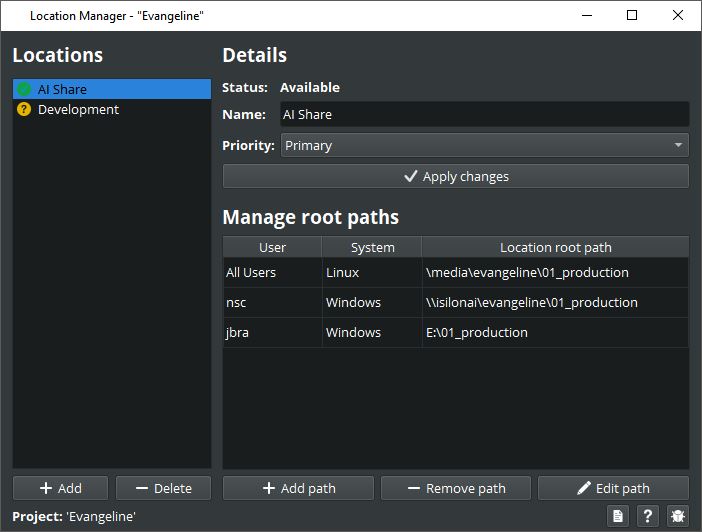 Location Manager - "Evangeline"
Locations
AI Share
Development
Add
Delete
Details
Status: Available
Name: AI Share
Priority: Primary
Apply changes
Manage root paths
User System Location root path
All Users Linux \media\evangeline\01_production
nsc Windows \\isilonai\evangeline\01_production
jbra Windows E:\01_production
Add path
Remove path
Edit path
Project: 'Evangeline'